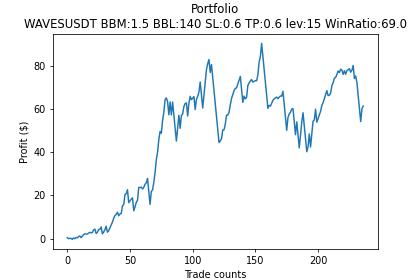 Portfolio
WAVESUSDT BBM:1.5 BBL:140 SL:0.6 TP:0.6 lev:15 WinRatio:69.0
80
60
40
20
0
Profit ($)
0 50 100 150 200
Trade counts